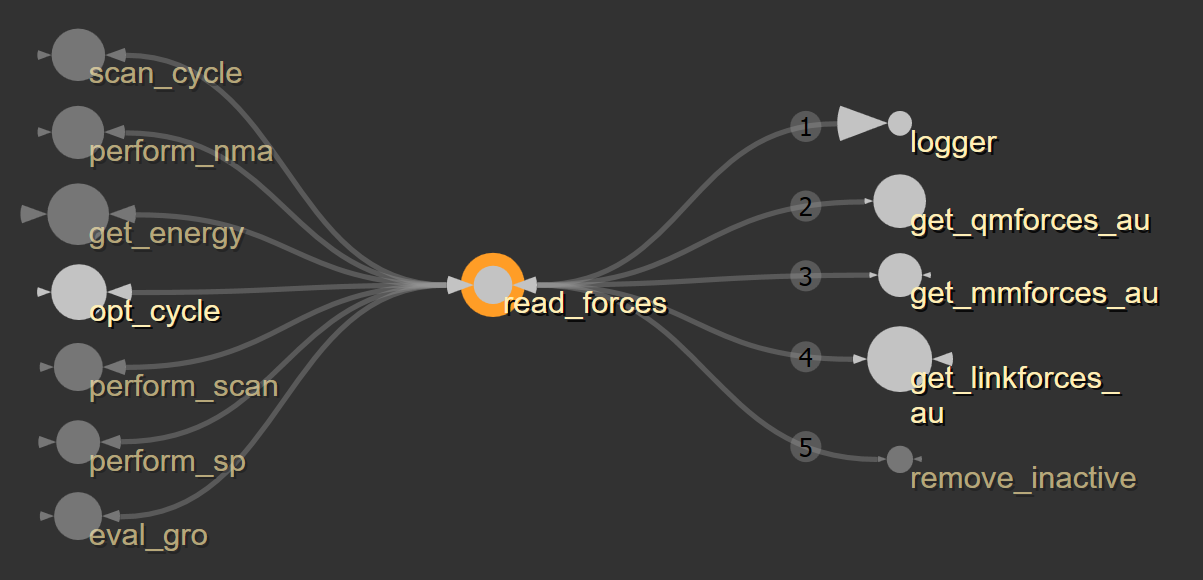 scan_cycle
perform_nma
get_energy
opt_cycle
perform_scan
perform_sp
eval_gro
read_forces
1
logger
2
get_qmforces_au
3
get_mmforces_au
4
get_linkforces_
au
5
remove_inactive